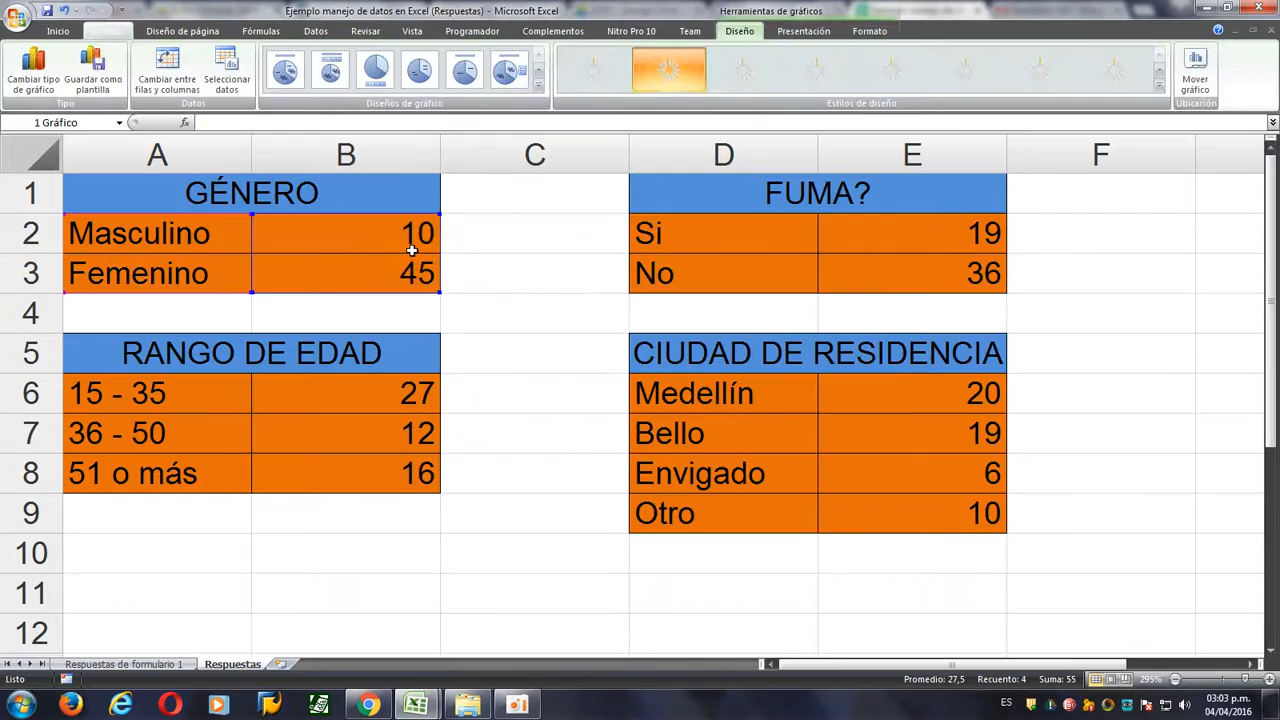 Ejemplo manejo de datos en Excel (Respuestas) - Microsoft Excel
Herramientas de gráficos
Inicio
Diseño de página
Fórmulas
Datos
Revisar
Vista
Programador
Complementos
Nitro Pro 10
Team
Diseño
Presentación
Formato
Cambiar tipo de gráfico
Guardar como plantilla
Cambiar entre filas y columnas
Seleccionar datos
Mover gráfico
Tipo
Datos
Diseños de gráfico
Estilos de diseño
Ubicación
1 Gráfico
fx
A B C D E F
1 GÉNERO FUMA?
2 Masculino 10 Si 19
3 Femenino 45 No 36
4
5 RANGO DE EDAD CIUDAD DE RESIDENCIA
6 15 - 35 27 Medellín 20
7 36 - 50 12 Bello 19
8 51 o más 16 Envigado 6
9 Otro 10
10
11
12
Respuestas de formulario 1
Respuestas
Listo
Promedio: 27,5
Recuento: 4
Suma: 55
295%
ES
03:03 p.m.
04/04/2016